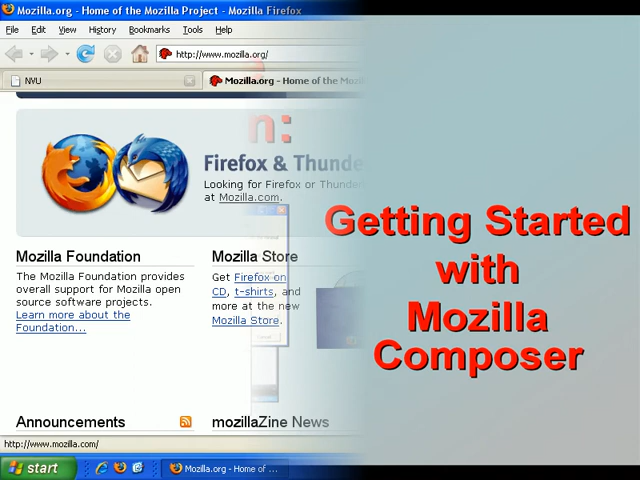 Mozilla.org - Home of the Mozilla Project - Mozilla Firefox
File Edit View History Bookmarks Tools Help
http://www.mozilla.org/
NVU
Mozilla.org - Home of the Moz
n:
Firefox & Thunde
Looking for Firefox or Thunde
at Mozilla.com.
Getting Started
with
Mozilla
Composer
Mozilla Foundation
The Mozilla Foundation provides
overall support for Mozilla open
source software projects.
Learn more about the
Foundation...
Mozilla Store
Get Firefox on
CD, t-shirts, and
more at the new
Mozilla Store.
Announcements
mozillaZine News
http://www.mozilla.com/
start
Mozilla.org - Home of ...